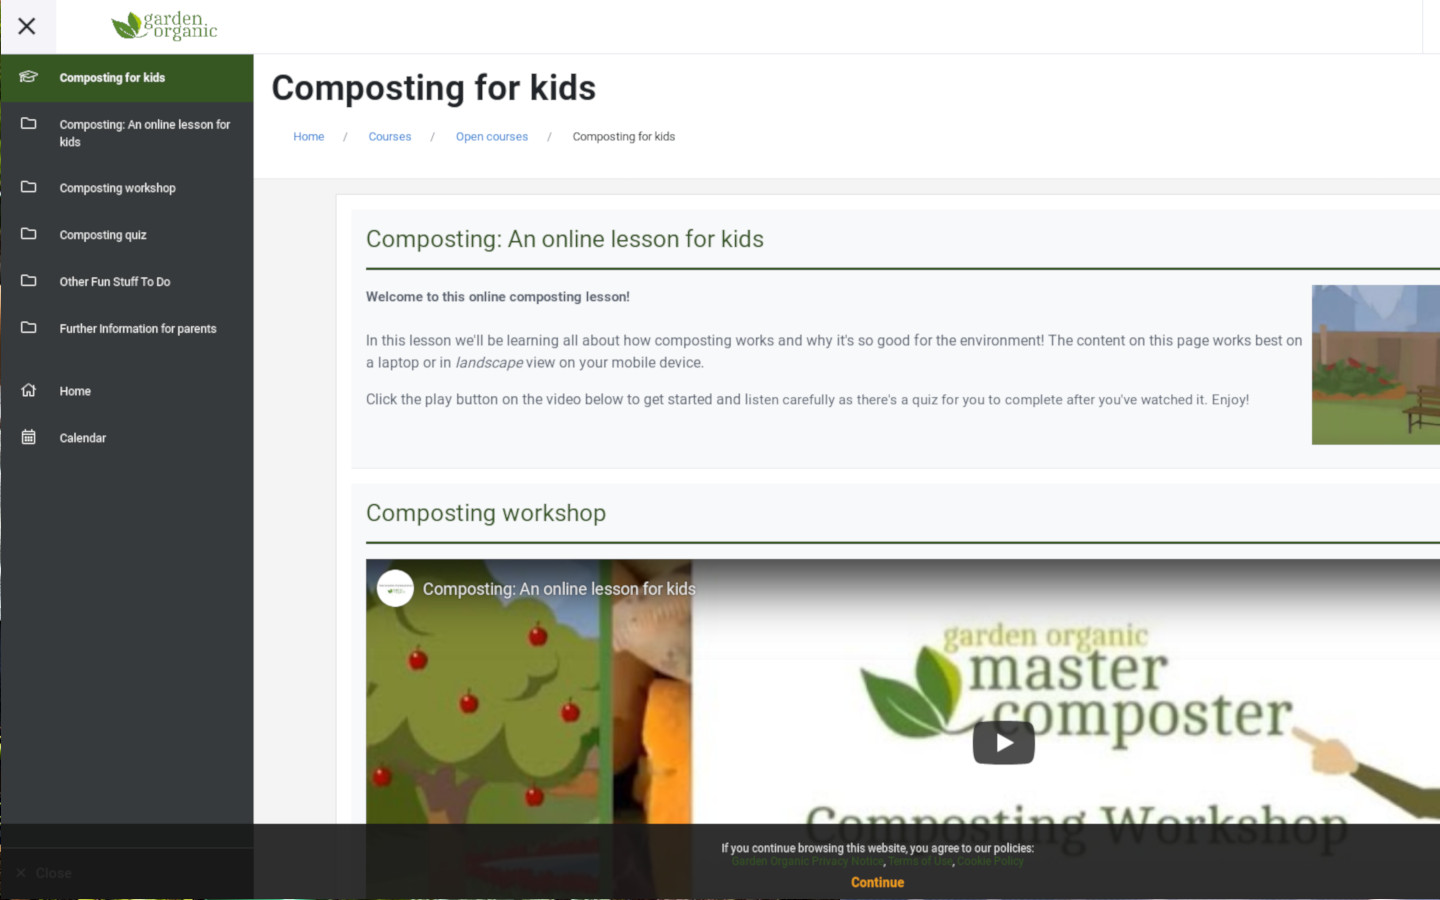 garden
organic
Composting for kids
Composting: An online lesson for
kids
Composting workshop
Composting quiz
Other Fun Stuff To Do
Further Information for parents
Home
Calendar
Close
Composting for kids
Home / Courses / Open courses / Composting for kids
Composting: An online lesson for kids
Welcome to this online composting lesson!
In this lesson we'll be learning all about how composting works and why it's so good for the environment! The content on this page works best on
a laptop or in landscape view on your mobile device.
Click the play button on the video below to get started and listen carefully as there's a quiz for you to complete after you've watched it. Enjoy!
Composting workshop
Composting: An online lesson for kids
garden organic
master
composter
Composting Workshop
If you continue browsing this website, you agree to our policies:
Garden Organic Privacy Notice, Terms of Use, Cookie Policy
Continue